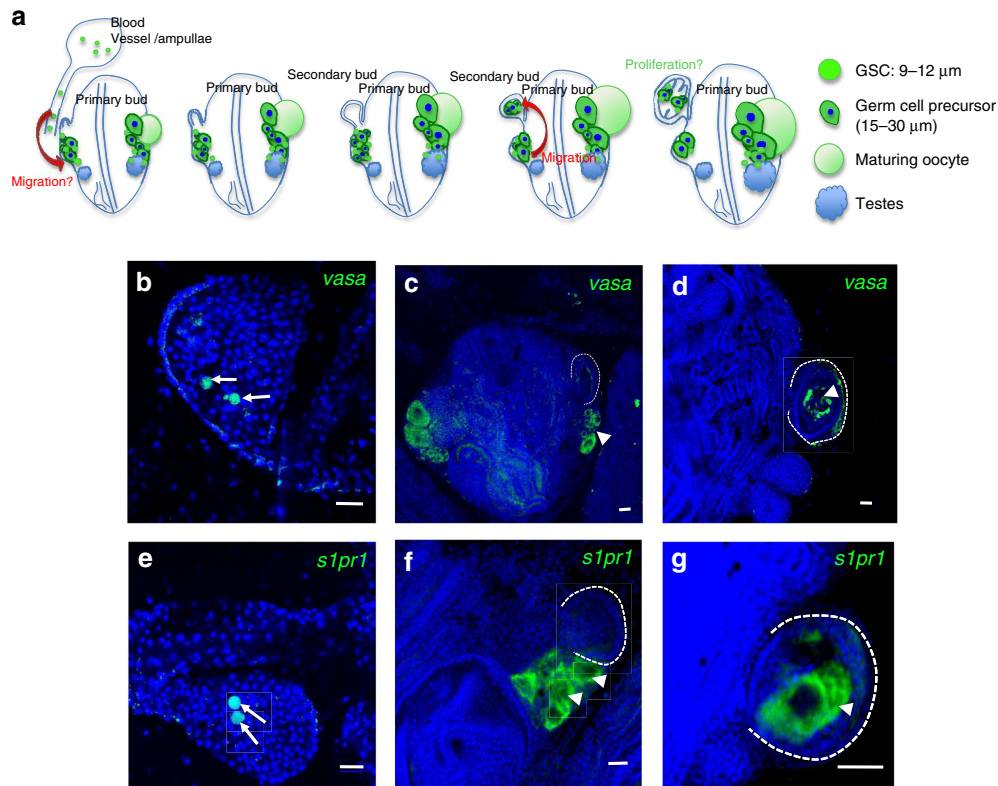 a
Blood
Vessel /ampullae
Primary bud
Migration?
Primary bud
Secondary bud
Primary bud
Secondary bud
Primary bud
Migration
Proliferation?
Primary bud
GSC: 9–12 μm
Germ cell precursor
(15–30 μm)
Maturing oocyte
Testes
b
vasa
c
vasa
d
vasa
e
s1pr1
f
s1pr1
g
s1pr1